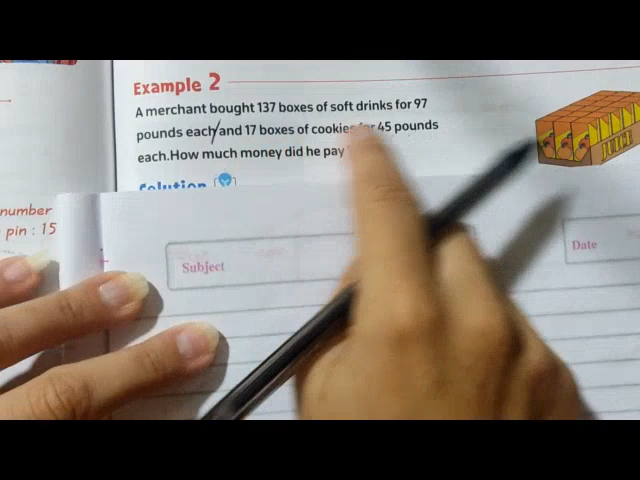 Example 2
A merchant bought 137 boxes of soft drinks for 97
pounds each and 17 boxes of cookies for 45 pounds
each.How much money did he pay
Solution
number
pin : 15
Subject
Date